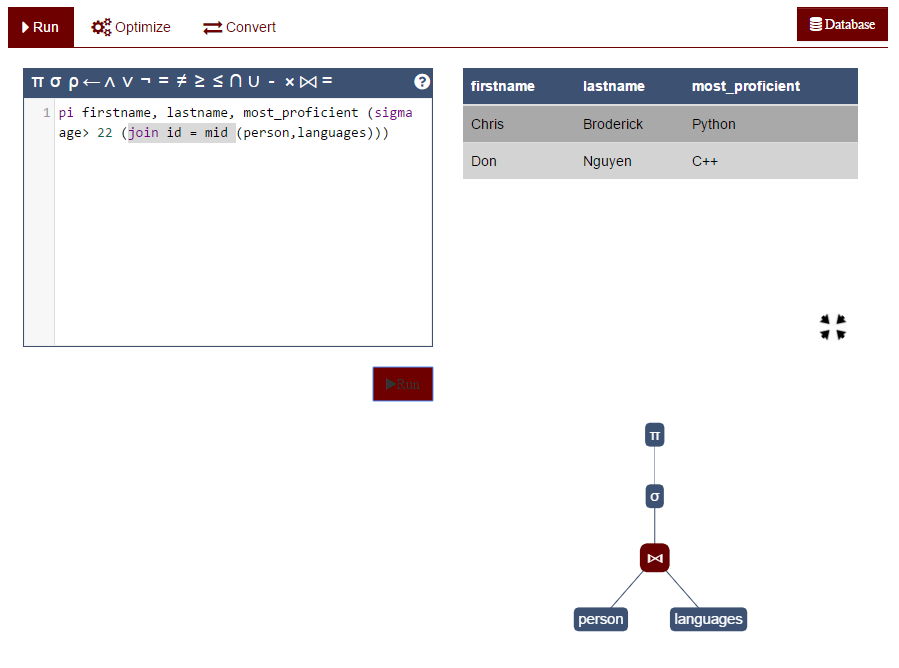 Run Optimize Convert Database
π σ ρ ← ∧ ∨ ¬ = ≠ ≥ ≤ ∩ ∪ - × ⋈ = ?
1 pi firstname, lastname, most_proficient (sigma
age> 22 (join id = mid (person,languages)))
firstname lastname most_proficient
Chris Broderick Python
Don Nguyen C++
Run
π
σ
⋈
person languages